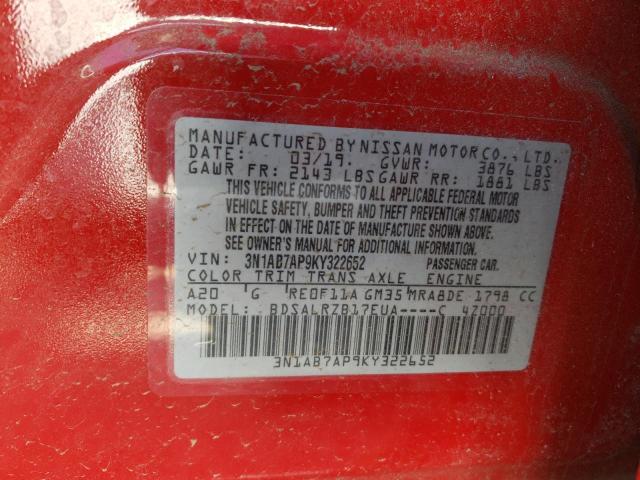 MANUFACTURED BY NISSAN MOTOR CO., LTD.
DATE: 03/19. GVWR: 3876 LBS
GAWR FR: 2143 LBS GAWR RR: 1881 LBS
THIS VEHICLE CONFORMS TO ALL APPLICABLE FEDERAL MOTOR
VEHICLE SAFETY, BUMPER AND THEFT PREVENTION STANDARDS
IN EFFECT ON THE DATE OF MANUFACTURE SHOWN ABOVE.
SEE OWNER'S MANUAL FOR ADDITIONAL INFORMATION.
VIN: 3N1AB7AP9KY322652 PASSENGER CAR.
COLOR TRIM TRANS AXLE ENGINE
A20 G RE0F11A GM35 MRA8DE 1798 CC
MODEL: BDSALRZB17EUA----C 47000
3N1AB7AP9KY322652